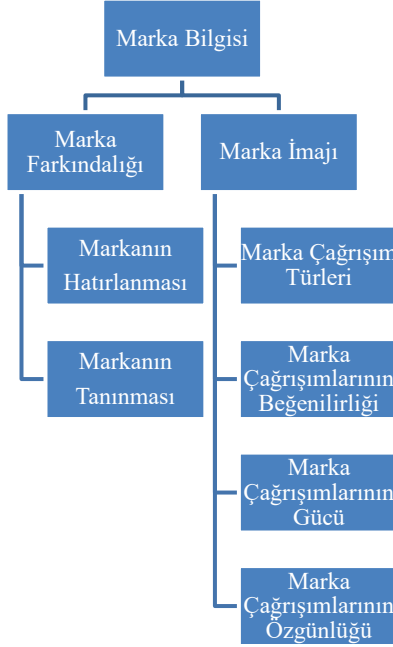 Marka Bilgisi
Marka
Farkındalığı
Markanın
Hatırlanması
Markanın
Tanınması
Marka İmajı
Marka Çağrışım
Türleri
Marka
Çağrışımlarının
Beğenilirliği
Marka
Çağrışımlarının
Gücü
Marka
Çağrışımlarının
Özgünlüğü